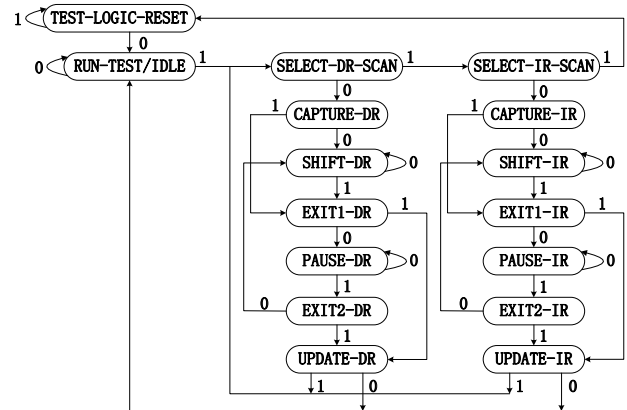 1 TEST-LOGIC-RESET
0
0 RUN-TEST/IDLE 1 SELECT-DR-SCAN 1 SELECT-IR-SCAN 1
0 0
1 CAPTURE-DR 1 CAPTURE-IR
0 0
SHIFT-DR 0 SHIFT-IR 0
1 1
EXIT1-DR 1 EXIT1-IR 1
0 0
PAUSE-DR 0 PAUSE-IR 0
1 1
0 EXIT2-DR 0 EXIT2-IR
1 1
UPDATE-DR UPDATE-IR
1 0 1 0